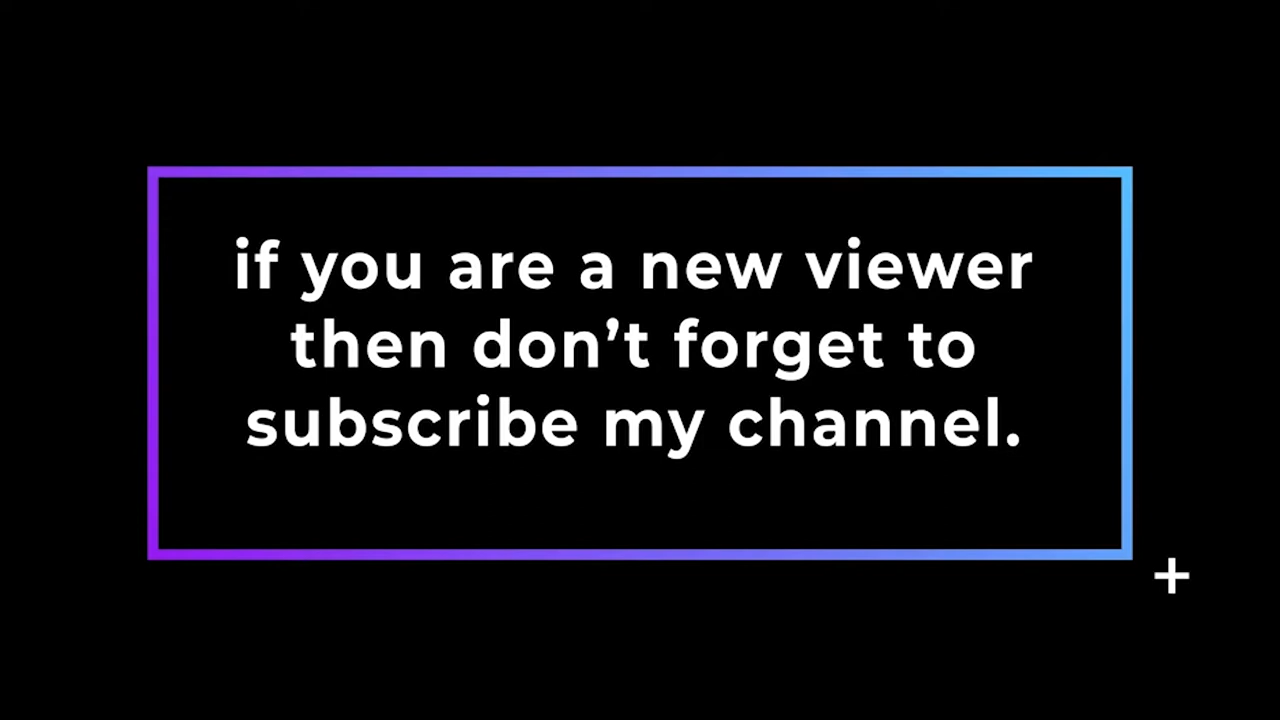 if you are a new viewer
then don’t forget to
subscribe my channel.